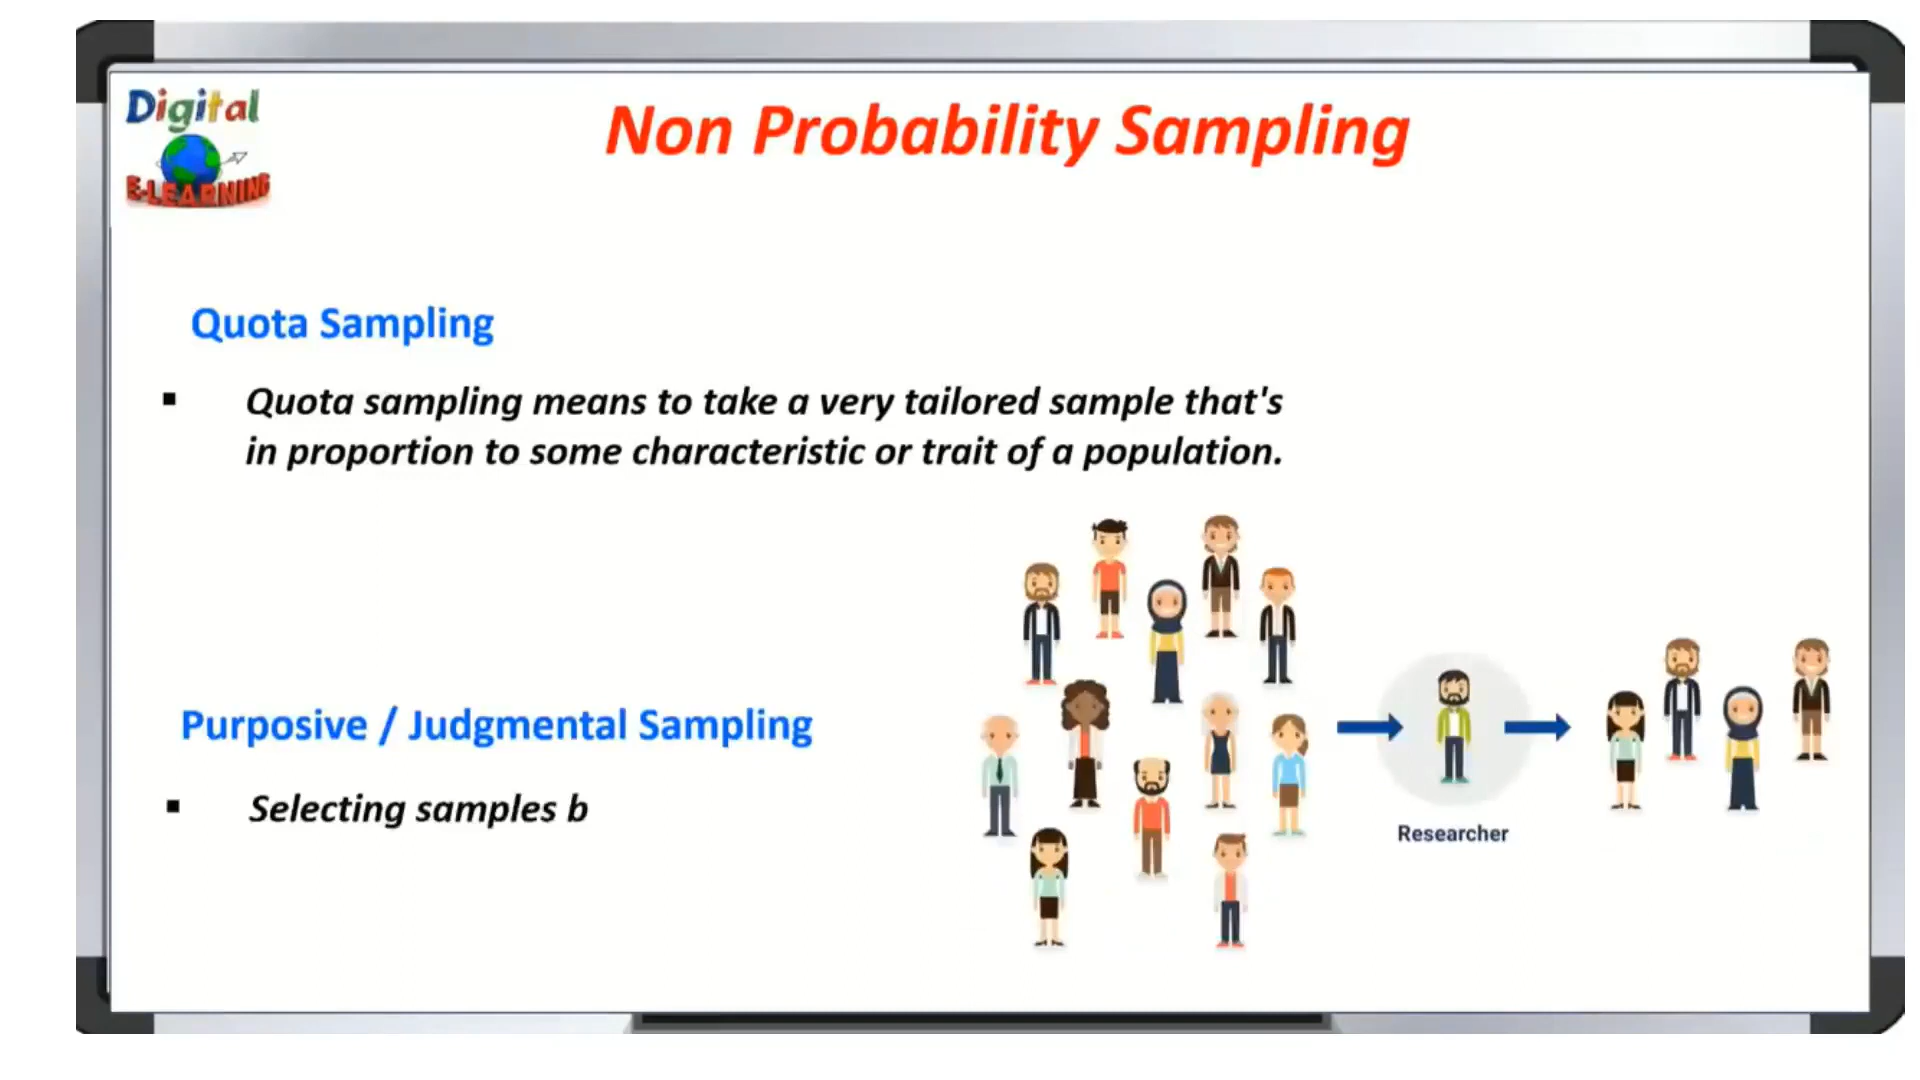 Digital
E-LEARNING
Non Probability Sampling
Quota Sampling
▪ Quota sampling means to take a very tailored sample that's
in proportion to some characteristic or trait of a population.
Purposive / Judgmental Sampling
▪ Selecting samples b
Researcher